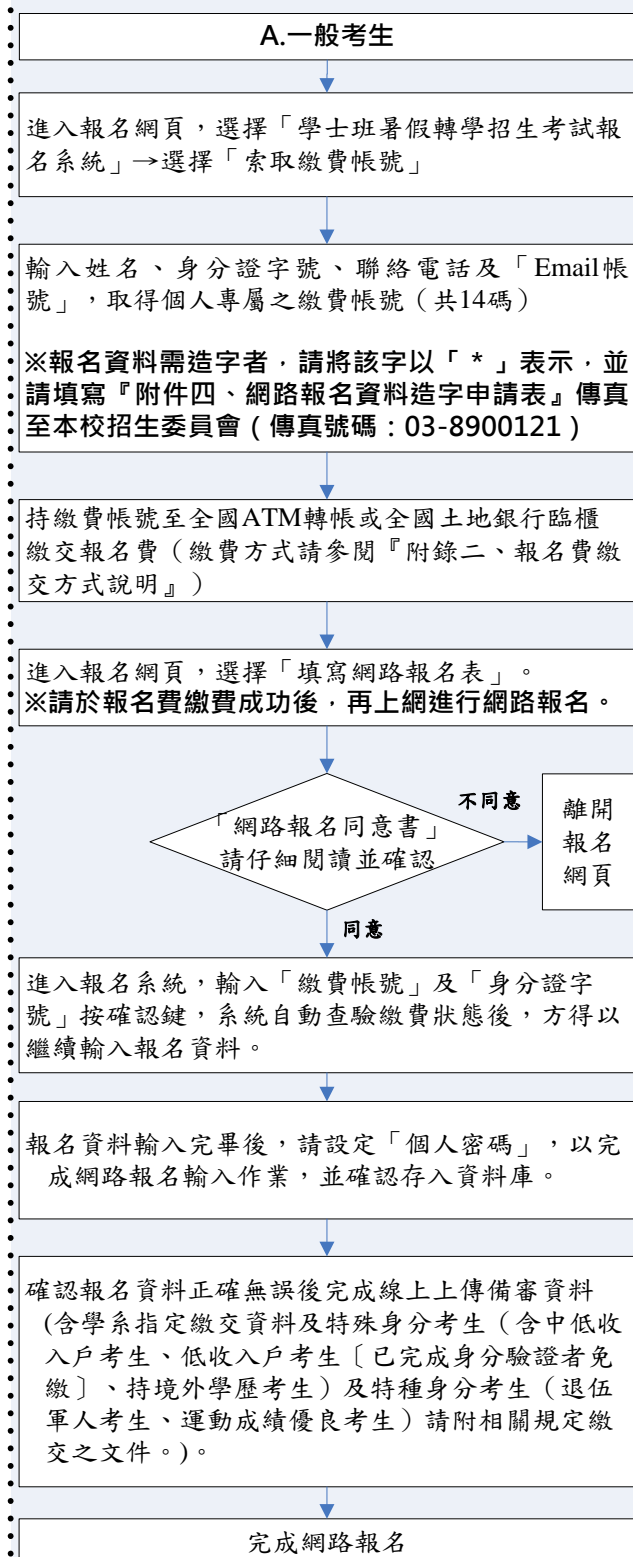 A.一般考生
進入報名網頁，選擇「學士班暑假轉學招生考試報
名系統」→選擇「索取繳費帳號」
輸入姓名、身分證字號、聯絡電話及「Email帳
號」，取得個人專屬之繳費帳號（共14碼）
※報名資料需造字者，請將該字以「 * 」表示，並
請填寫『附件四、網路報名資料造字申請表』傳真
至本校招生委員會（傳真號碼：03-8900121）
持繳費帳號至全國ATM轉帳或全國土地銀行臨櫃
繳交報名費（繳費方式請參閱『附錄二、報名費繳
交方式說明』）
進入報名網頁，選擇「填寫網路報名表」。
※請於報名費繳費成功後，再上網進行網路報名。
「網路報名同意書」
請仔細閱讀並確認
不同意
離開
報名
網頁
同意
進入報名系統，輸入「繳費帳號」及「身分證字
號」按確認鍵，系統自動查驗繳費狀態後，方得以
繼續輸入報名資料。
報名資料輸入完畢後，請設定「個人密碼」，以完
成網路報名輸入作業，並確認存入資料庫。
確認報名資料正確無誤後完成線上上傳備審資料
(含學系指定繳交資料及特殊身分考生（含中低收
入戶考生、低收入戶考生〔已完成身分驗證者免
繳〕、持境外學歷考生）及特種身分考生（退伍
軍人考生、運動成績優良考生）請附相關規定繳
交之文件。)。
完成網路報名